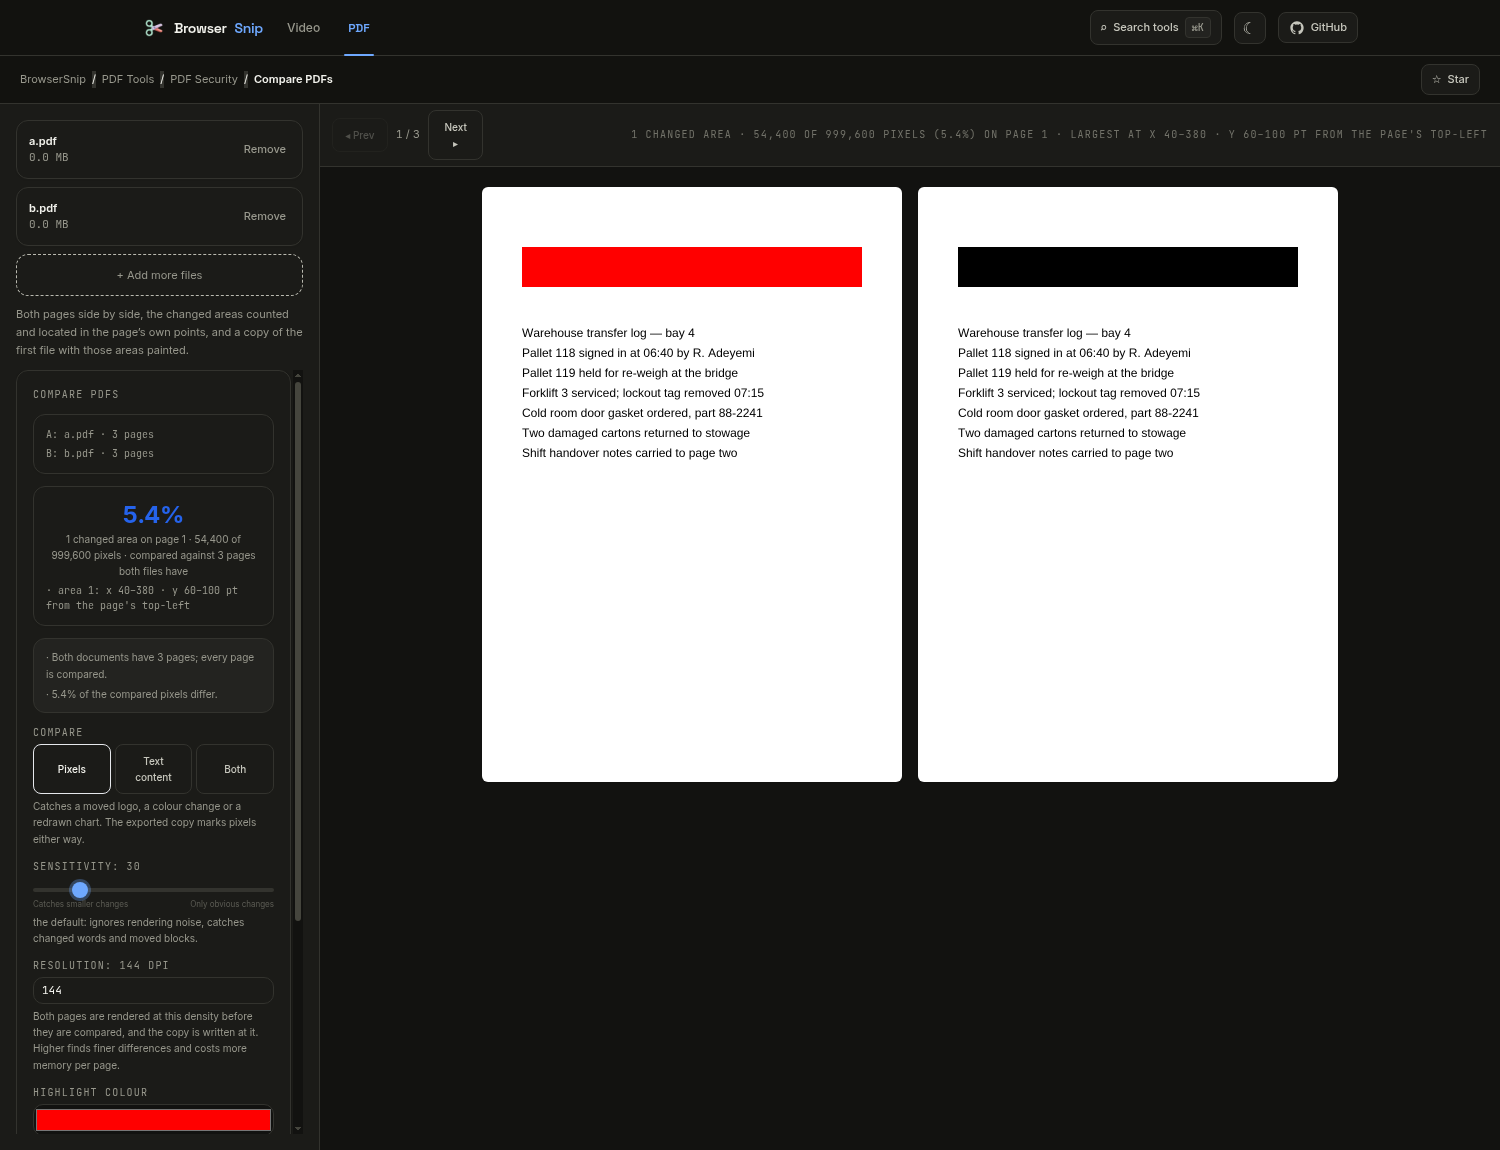 Browser Snip
Video
PDF
Search tools ⌘K
GitHub
BrowserSnip / PDF Tools / PDF Security / Compare PDFs
☆ Star
a.pdf
0.0 MB
Remove
b.pdf
0.0 MB
Remove
+ Add more files
Both pages side by side, the changed areas counted
and located in the page's own points, and a copy of the
first file with those areas painted.
COMPARE PDFS
A: a.pdf · 3 pages
B: b.pdf · 3 pages
5.4%
1 changed area on page 1 · 54,400 of
999,600 pixels · compared against 3 pages
both files have
· area 1: x 40–380 · y 60–100 pt
from the page's top-left
· Both documents have 3 pages; every page
is compared.
· 5.4% of the compared pixels differ.
COMPARE
Pixels
Text
content
Both
Catches a moved logo, a colour change or a
redrawn chart. The exported copy marks pixels
either way.
SENSITIVITY: 30
Catches smaller changes
Only obvious changes
the default: ignores rendering noise, catches
changed words and moved blocks.
RESOLUTION: 144 DPI
144
Both pages are rendered at this density before
they are compared, and the copy is written at it.
Higher finds finer differences and costs more
memory per page.
HIGHLIGHT COLOUR
◂ Prev
1 / 3
Next
▸
1 CHANGED AREA · 54,400 OF 999,600 PIXELS (5.4%) ON PAGE 1 · LARGEST AT X 40–380 · Y 60–100 PT FROM THE PAGE'S TOP-LEFT
Warehouse transfer log — bay 4
Pallet 118 signed in at 06:40 by R. Adeyemi
Pallet 119 held for re-weigh at the bridge
Forklift 3 serviced; lockout tag removed 07:15
Cold room door gasket ordered, part 88-2241
Two damaged cartons returned to stowage
Shift handover notes carried to page two
Warehouse transfer log — bay 4
Pallet 118 signed in at 06:40 by R. Adeyemi
Pallet 119 held for re-weigh at the bridge
Forklift 3 serviced; lockout tag removed 07:15
Cold room door gasket ordered, part 88-2241
Two damaged cartons returned to stowage
Shift handover notes carried to page two